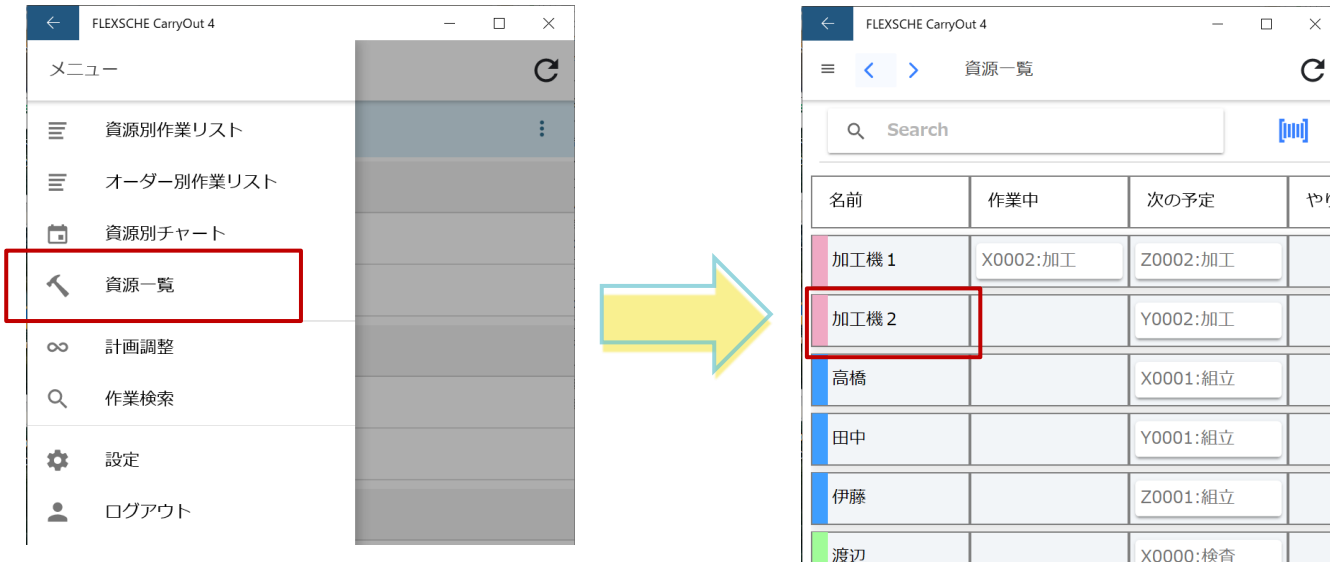 FLEXSCHE CarryOut 4
メニュー
資源別作業リスト
オーダー別作業リスト
資源別チャート
資源一覧
計画調整
作業検索
設定
ログアウト
FLEXSCHE CarryOut 4
資源一覧
Search
名前 作業中 次の予定
加工機1 X0002:加工 Z0002:加工
加工機2 Y0002:加工
高橋 X0001:組立
田中 Y0001:組立
伊藤 Z0001:組立
渡辺 X0000:検査